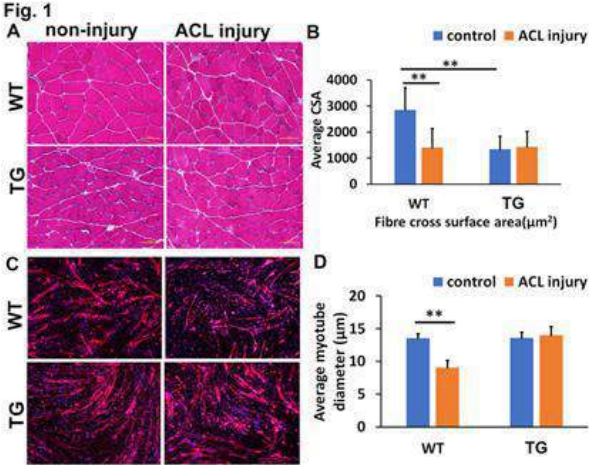 Fig. 1
non-injury
ACL injury
A
WT
TG
B
control
ACL injury
**
**
Average CSA
4000
3000
2000
1000
0
WT
TG
Fibre cross surface area(µm²)
C
WT
TG
D
control
ACL injury
**
Average myotube
diameter (µm)
20
15
10
5
0
WT
TG